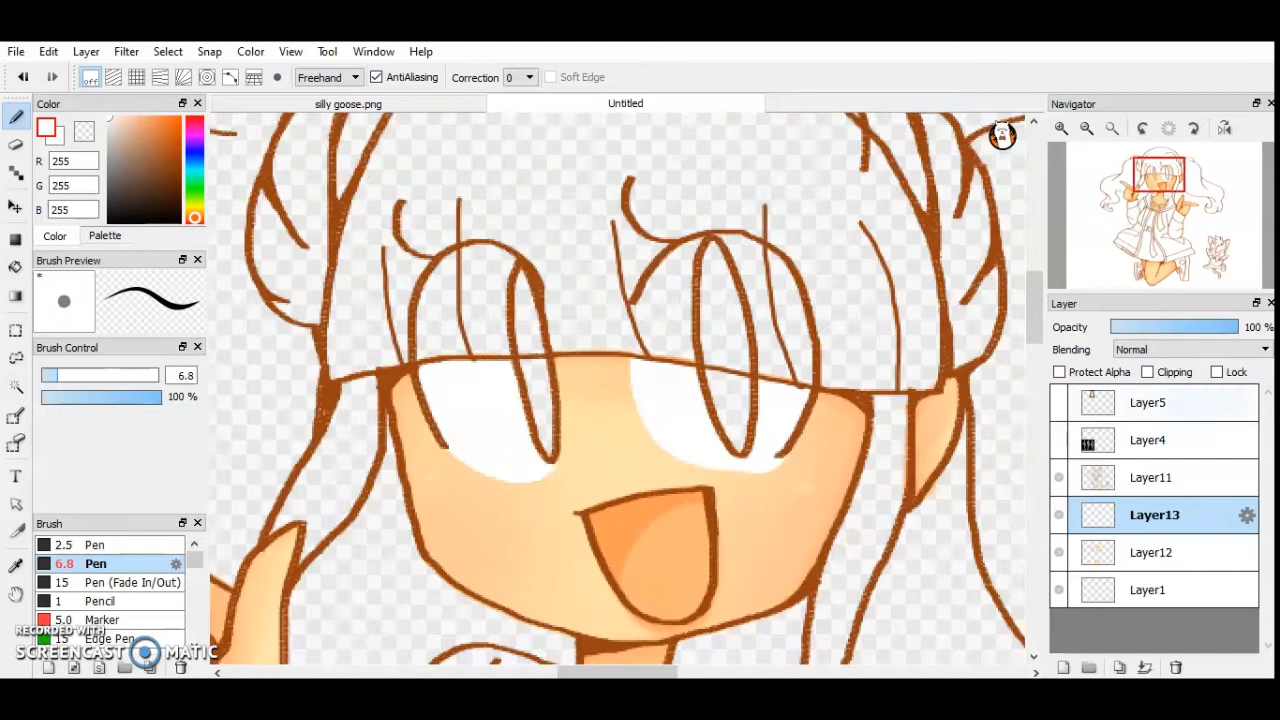 File Edit Layer Filter Select Snap Color View Tool Window Help
off Freehand AntiAliasing Correction 0 Soft Edge
Color silly goose.png Untitled Navigator
R 255
G 255
B 255
Color Palette
Brush Preview
*
Brush Control
6.8
100 %
Brush
2.5 Pen
6.8 Pen
15 Pen (Fade In/Out)
1 Pencil
5.0 Marker
15 Edge Pen
RECORDED WITH
SCREENCAST MATIC
Layer
Opacity 100 %
Blending Normal
Protect Alpha Clipping Lock
Layer5
Layer4
Layer11
Layer13
Layer12
Layer1